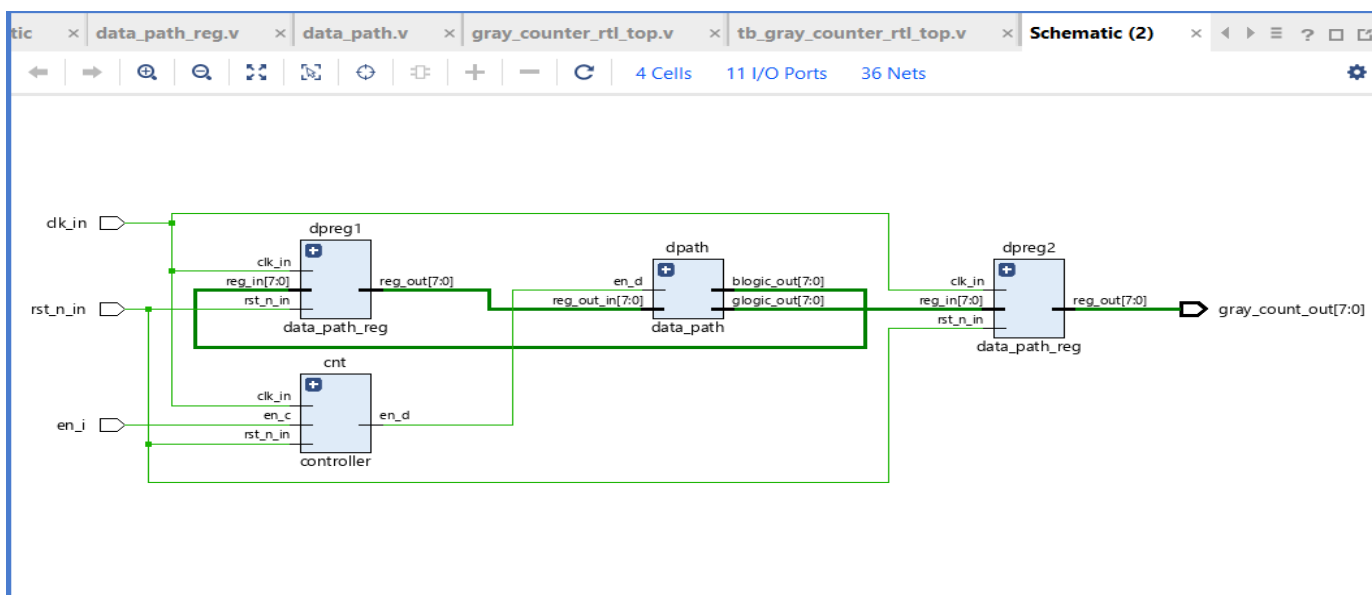 tic × data_path_reg.v × data_path.v × gray_counter_rtl_top.v × tb_gray_counter_rtl_top.v × Schematic (2) ×
4 Cells 11 I/O Ports 36 Nets
clk_in
rst_n_in
en_i
dpreg1
clk_in
reg_in[7:0]
rst_n_in
reg_out[7:0]
data_path_reg
cnt
clk_in
en_c
rst_n_in
en_d
controller
dpath
en_d
reg_out_in[7:0]
blogic_out[7:0]
glogic_out[7:0]
data_path
dpreg2
clk_in
reg_in[7:0]
rst_n_in
reg_out[7:0]
data_path_reg
gray_count_out[7:0]